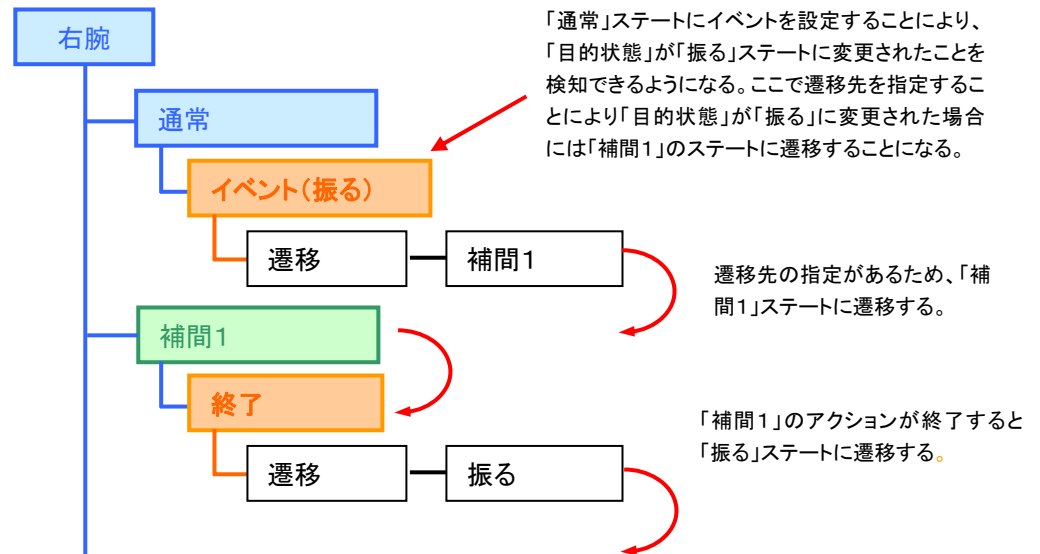 右腕
「通常」ステートにイベントを設定することにより、
「目的状態」が「振る」ステートに変更されたことを
検知できるようになる。ここで遷移先を指定するこ
とにより「目的状態」が「振る」に変更された場合
には「補間1」のステートに遷移することになる。
通常
イベント(振る)
遷移
補間1
遷移先の指定があるため、「補
間1」ステートに遷移する。
補間1
終了
「補間1」のアクションが終了すると
「振る」ステートに遷移する。
遷移
振る